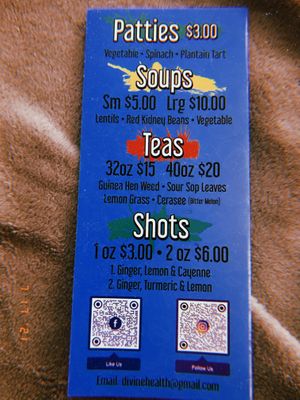 Patties $3.00
Vegetable • Spinach • Plantain Tart
Soups
Sm $5.00 Lrg $10.00
Lentils • Red Kidney Beans • Vegetable
Teas
32oz $15 40oz $20
Guinea Hen Weed • Sour Sop Leaves
Lemon Grass • Cerasee (Bitter Melon)
Shots
1 oz $3.00 • 2 oz $6.00
1. Ginger, Lemon & Cayenne
2. Ginger, Turmeric & Lemon
Like Us
Follow Us
Email: divinehealth@gmail.com